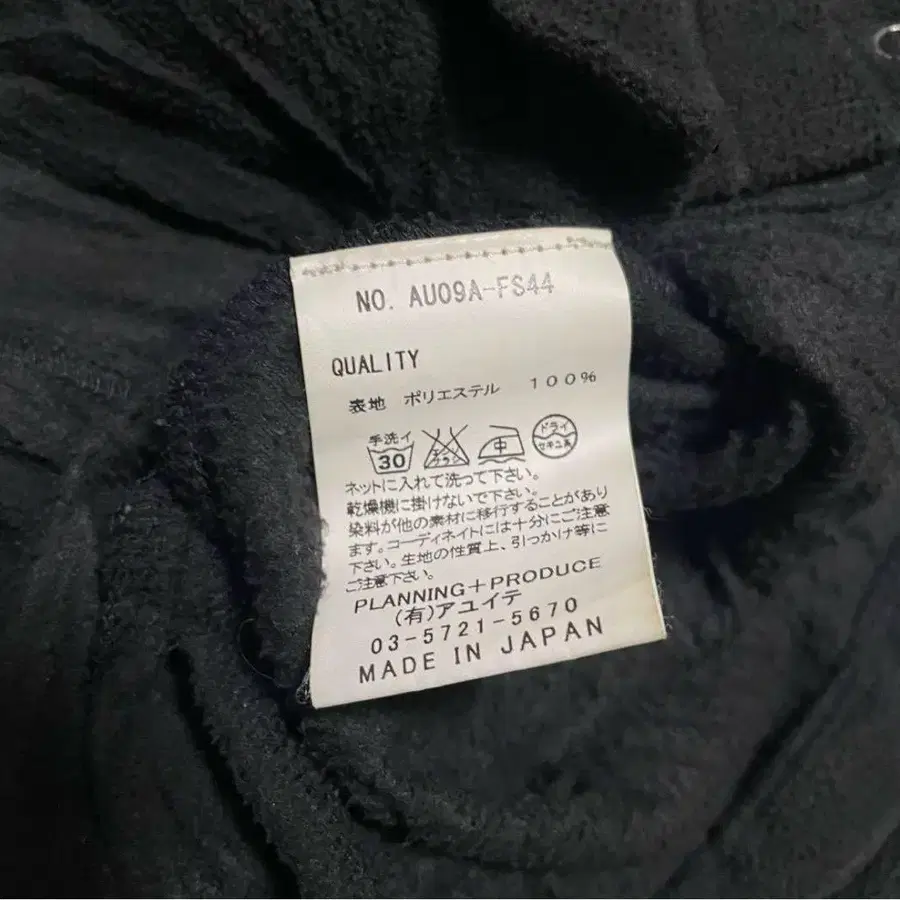 NO. AU09A-FS44
QUALITY
表地 ポリエステル 100%
手洗イ
30
エンソ
サラシ
中
ドライ
セキユ系
ネットに入れて洗って下さい。
乾燥機に掛けないで下さい。
染料が他の素材に移行することがあり
ます。コーディネイトには十分にご注意
下さい。生地の性質上、引っかけ等に
ご注意下さい。
PLANNING+PRODUCE
(有)アユイテ
03-5721-5670
MADE IN JAPAN